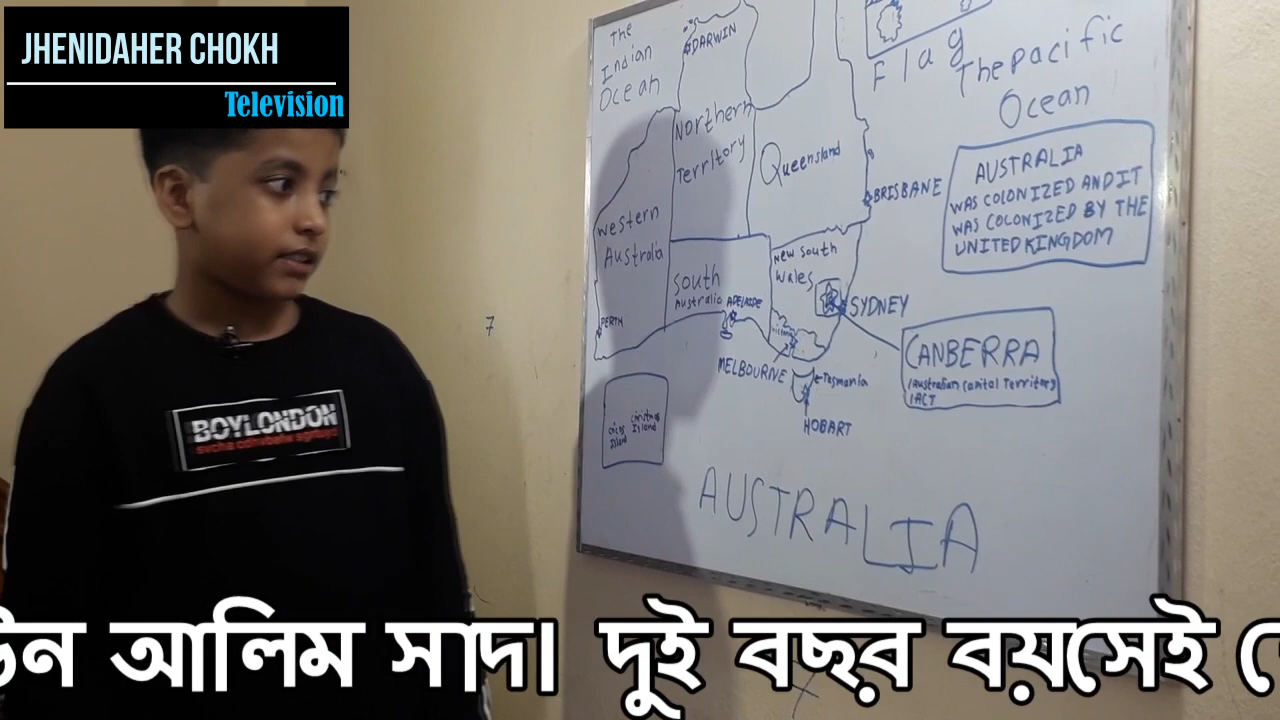 JHENIDAHER CHOKH
Television
The
Indian
Ocean
DARWIN
Flag
The pacific
Ocean
Northern
Territory
Queensland
BRISBANE
AUSTRALIA
WAS COLONIZED AND IT
WAS COLONIZED BY THE
UNITED KINGDOM
western
Australia
South
Australia
New South
Wales
SYDNEY
PERTH
MELBOURNE
Tasmania
HOBART
CANBERRA
Australian Capital Territory
ACT
Christmas
Island
Island
AUSTRALIA
BOYLONDON
উন আলিম সাদ। দুই বছর বয়সেই